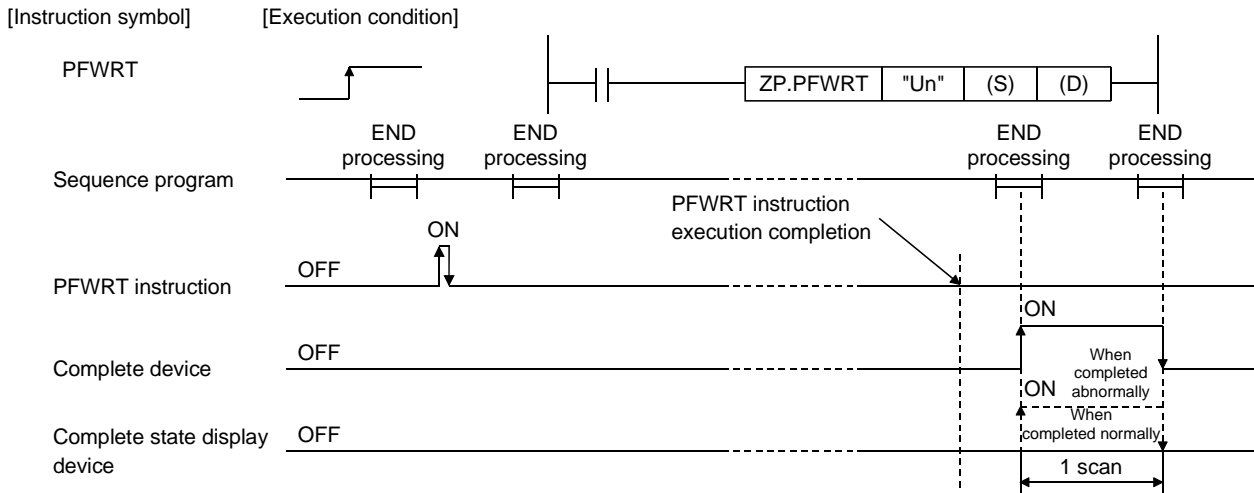 [Instruction symbol] [Execution condition]
PFWRT
ZP.PFWRT "Un" (S) (D)
END processing
END processing
END processing
END processing
Sequence program
PFWRT instruction
execution completion
ON
OFF
PFWRT instruction
ON
OFF
Complete device
When
completed
abnormally
ON
When
completed normally
OFF
Complete state display
device
1 scan